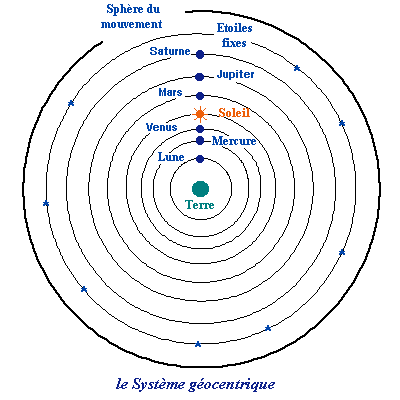 Sphère du
mouvement
Etoiles
fixes
Saturne
Jupiter
Mars
Soleil
Venus
Mercure
Lune
Terre
le Système géocentrique